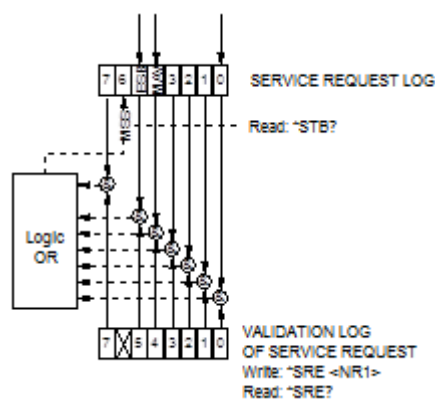 7 6 ESB MAV 3 2 1 0
SERVICE REQUEST LOG
MSS
Read: *STB?
Logic
OR
7 5 4 3 2 1 0
VALIDATION LOG
OF SERVICE REQUEST
Write: *SRE <NR1>
Read: *SRE?